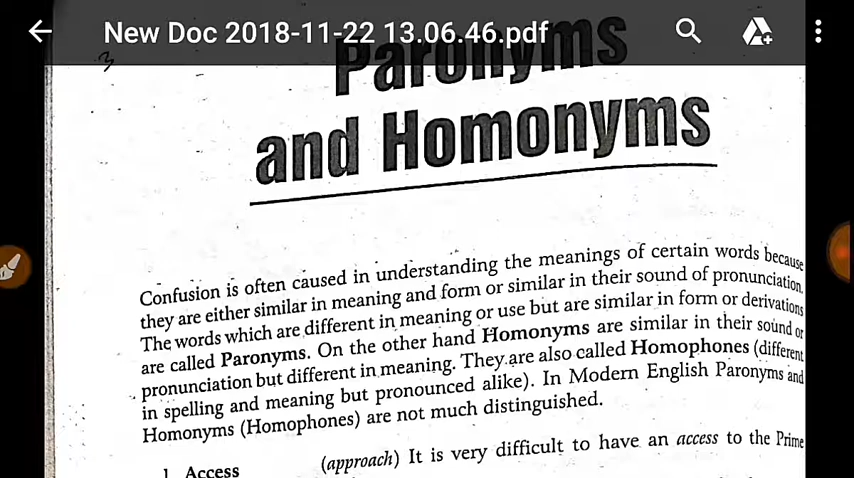 New Doc 2018-11-22 13.06.46.pdf
3
Paronyms
and Homonyms
Confusion is often caused in understanding the meanings of certain words because
they are either similar in meaning and form or similar in their sound of pronunciation.
The words which are different in meaning or use but are similar in form or derivations
are called Paronyms. On the other hand Homonyms are similar in their sound or
pronunciation but different in meaning. They are also called Homophones (different
in spelling and meaning but pronounced alike). In Modern English Paronyms and
Homonyms (Homophones) are not much distinguished.
1. Access (approach) It is very difficult to have an access to the Prime